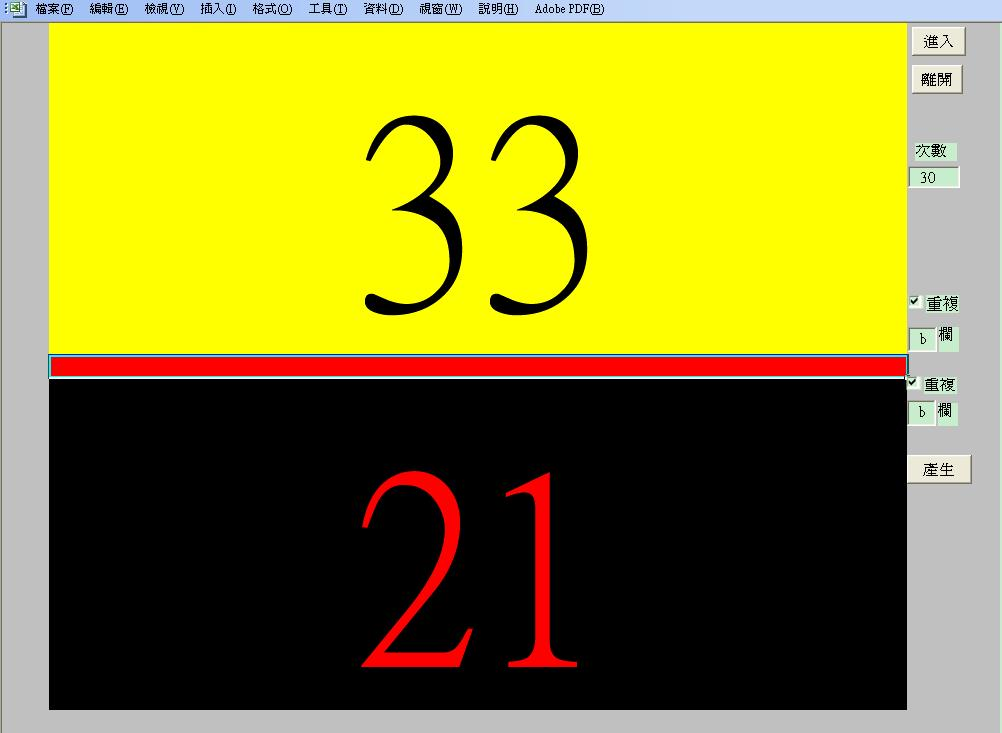 檔案(F) 編輯(E) 檢視(V) 插入(I) 格式(O) 工具(T) 資料(D) 視窗(W) 說明(H) Adobe PDF(B)
進入
離開
33
次數
30
重複
b 欄
重複
b 欄
產生
21